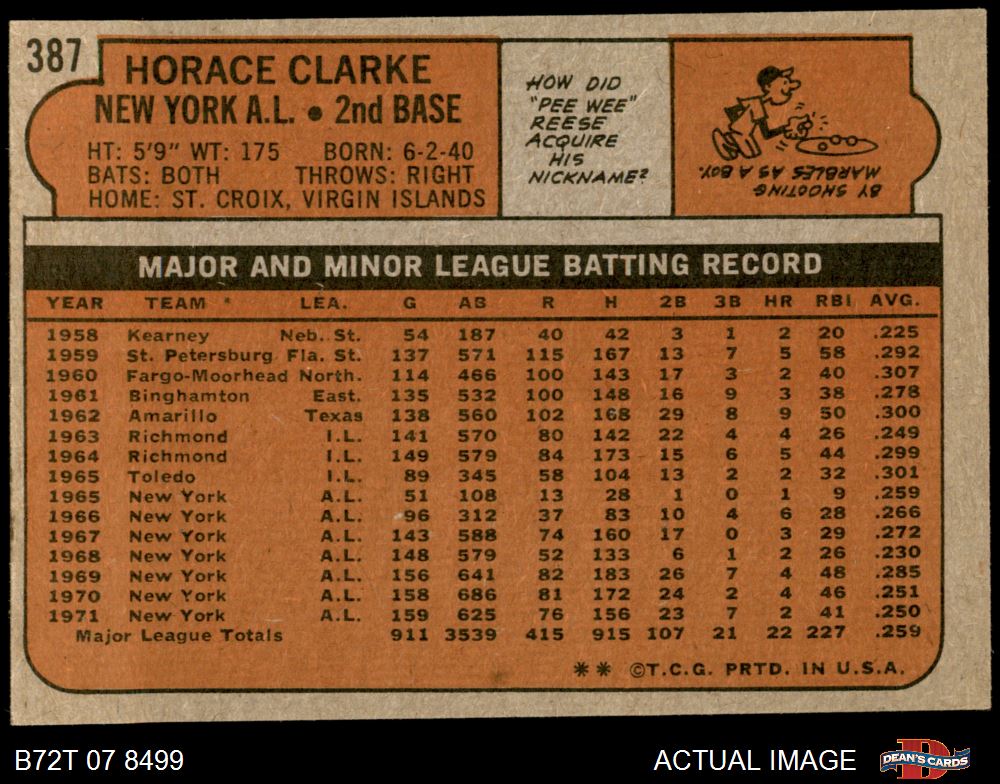 387
HORACE CLARKE
NEW YORK A.L. • 2nd BASE
HT: 5'9" WT: 175 BORN: 6-2-40
BATS: BOTH THROWS: RIGHT
HOME: ST. CROIX, VIRGIN ISLANDS
HOW DID
"PEE WEE"
REESE
ACQUIRE
HIS
NICKNAME?
BY SHOOTING
MARBLES AS A BOY.
MAJOR AND MINOR LEAGUE BATTING RECORD
YEAR TEAM * LEA. G AB R H 2B 3B HR RBI AVG.
1958 Kearney Neb. St. 54 187 40 42 3 1 2 20 .225
1959 St. Petersburg Fla. St. 137 571 115 167 13 7 5 58 .292
1960 Fargo-Moorhead North. 114 466 100 143 17 3 2 40 .307
1961 Binghamton East. 135 532 100 148 16 9 3 38 .278
1962 Amarillo Texas 138 560 102 168 29 8 9 50 .300
1963 Richmond I.L. 141 570 80 142 22 4 4 26 .249
1964 Richmond I.L. 149 579 84 173 15 6 5 44 .299
1965 Toledo I.L. 89 345 58 104 13 2 2 32 .301
1965 New York A.L. 51 108 13 28 1 0 1 9 .259
1966 New York A.L. 96 312 37 83 10 4 6 28 .266
1967 New York A.L. 143 588 74 160 17 0 3 29 .272
1968 New York A.L. 148 579 52 133 6 1 2 26 .230
1969 New York A.L. 156 641 82 183 26 7 4 48 .285
1970 New York A.L. 158 686 81 172 24 2 4 46 .251
1971 New York A.L. 159 625 76 156 23 7 2 41 .250
Major League Totals 911 3539 415 915 107 21 22 227 .259
** ©T.C.G. PRTD. IN U.S.A.
B72T 07 8499 ACTUAL IMAGE DEAN'S CARDS